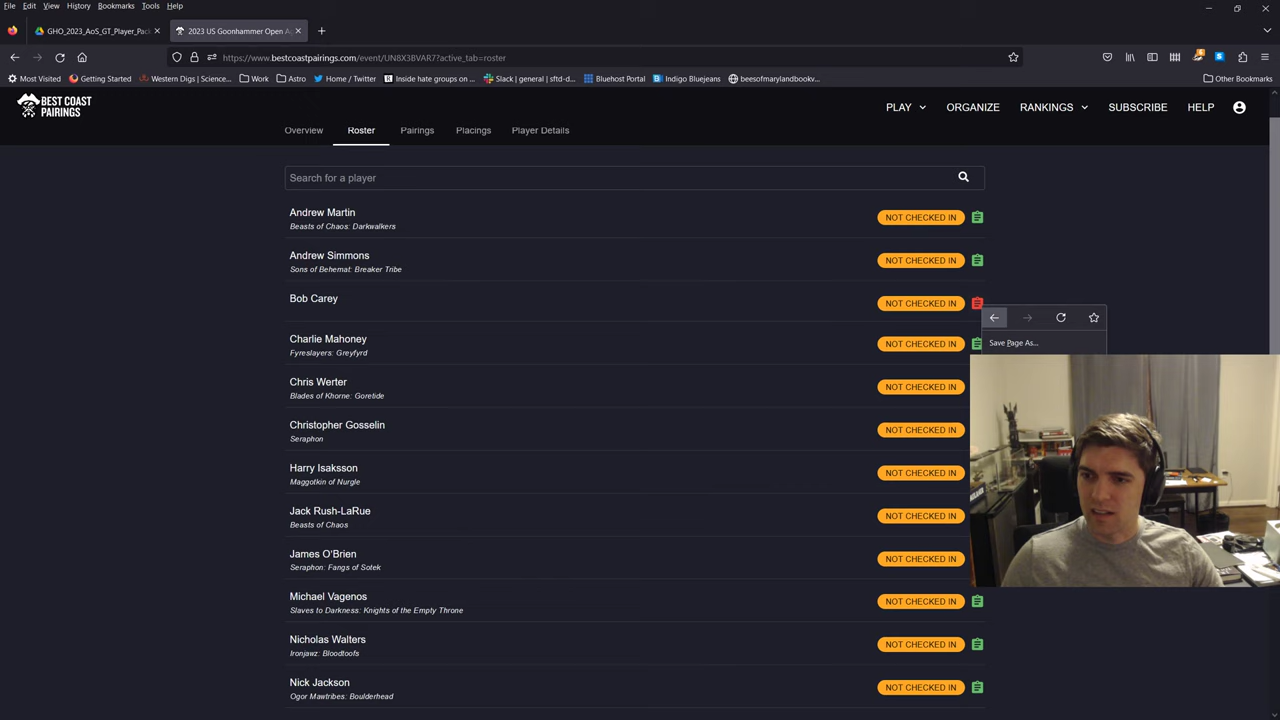 File Edit View History Bookmarks Tools Help
GHO_2023_AoS_GT_Player_Pack
2023 US Goonhammer Open A
https://www.bestcoastpairings.com/event/UN8X3BVAR7?active_tab=roster
Most Visited Getting Started Western Digs | Science... Work Astro Home / Twitter Inside hate groups on ... Slack | general | sftd-d... Bluehost Portal Indigo Bluejeans beesofmarylandbookv... Other Bookmarks
BEST COAST PAIRINGS
PLAY ORGANIZE RANKINGS SUBSCRIBE HELP
Overview Roster Pairings Placings Player Details
Search for a player
Andrew Martin NOT CHECKED IN
Beasts of Chaos: Darkwalkers
Andrew Simmons NOT CHECKED IN
Sons of Behemat: Breaker Tribe
Bob Carey NOT CHECKED IN
Charlie Mahoney NOT CHECKED IN
Fyreslayers: Greyfyrd
Save Page As...
Chris Werter NOT CHECKED IN
Blades of Khorne: Goretide
Christopher Gosselin NOT CHECKED IN
Seraphon
Harry Isaksson NOT CHECKED IN
Maggotkin of Nurgle
Jack Rush-LaRue NOT CHECKED IN
Beasts of Chaos
James O'Brien NOT CHECKED IN
Seraphon: Fangs of Sotek
Michael Vagenos NOT CHECKED IN
Slaves to Darkness: Knights of the Empty Throne
Nicholas Walters NOT CHECKED IN
Ironjawz: Bloodtoofs
Nick Jackson NOT CHECKED IN
Ogor Mawtribes: Boulderhead